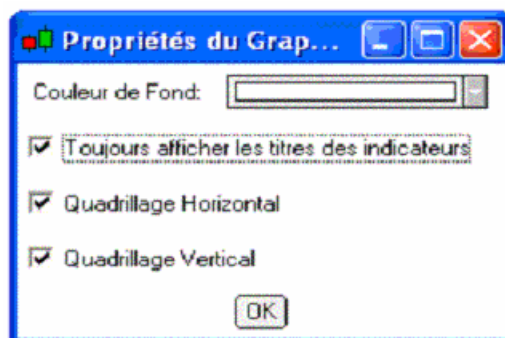 Propriétés du Grap...
Couleur de Fond:
Toujours afficher les titres des indicateurs
Quadrillage Horizontal
Quadrillage Vertical
OK